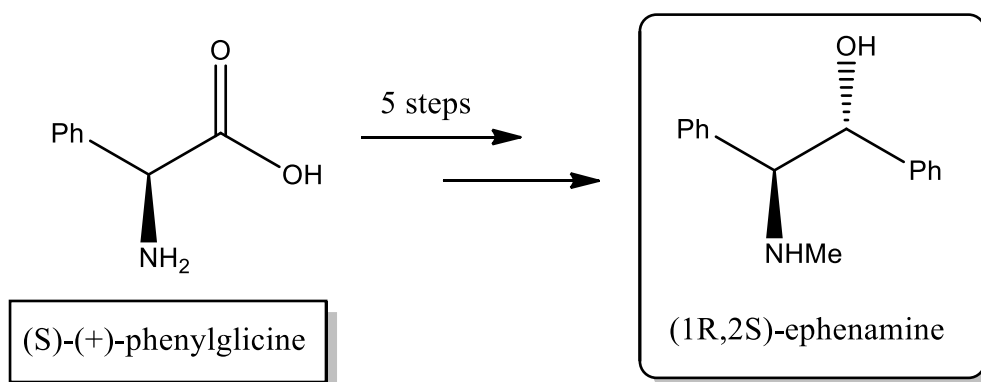 O
Ph
OH
NH2
(S)-(+)-phenylglicine
5 steps
OH
Ph
Ph
NHMe
(1R,2S)-ephenamine